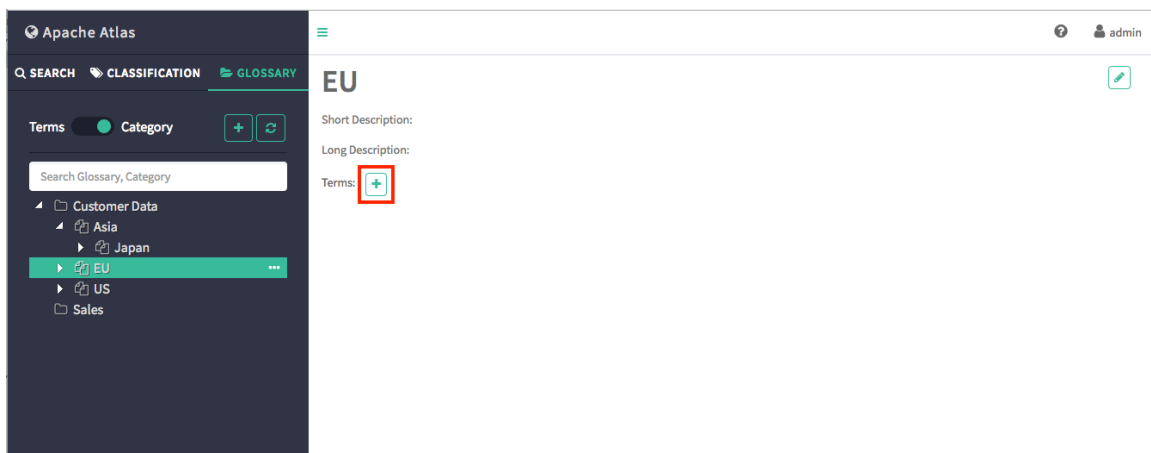 Apache Atlas
admin
SEARCH CLASSIFICATION GLOSSARY
Terms Category
Search Glossary, Category
Customer Data
Asia
Japan
EU
US
Sales
EU
Short Description:
Long Description:
Terms: